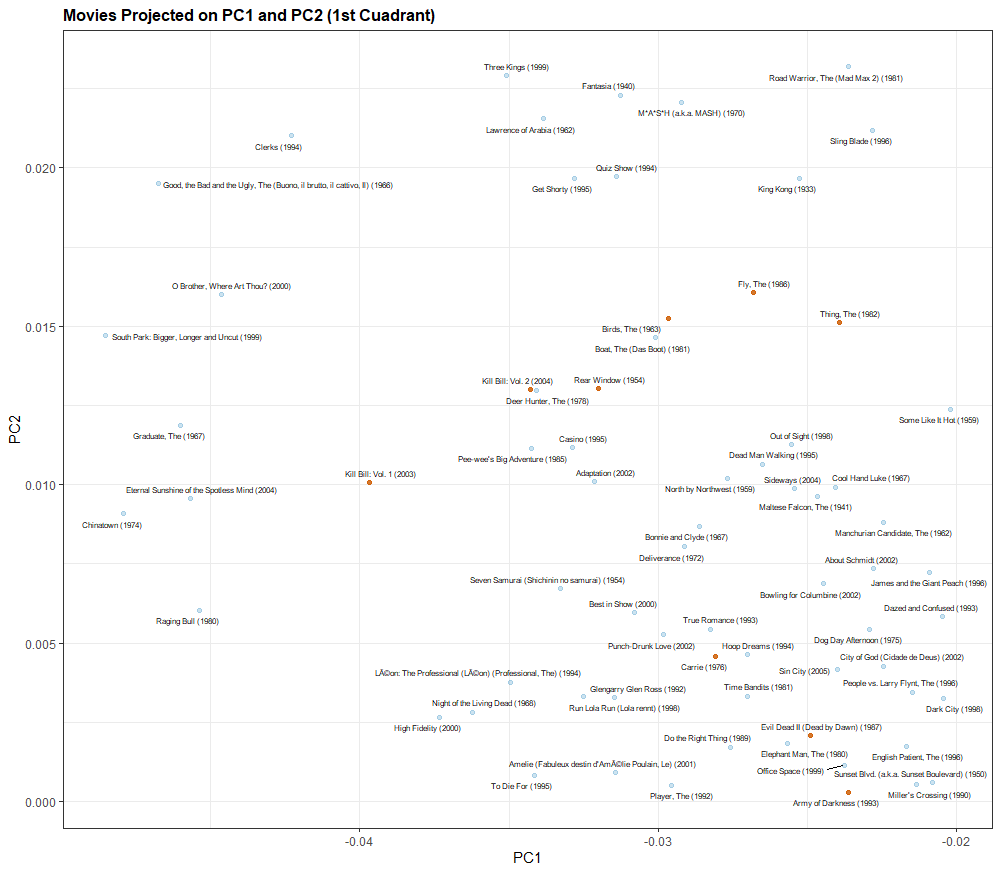 Movies Projected on PC1 and PC2 (1st Cuadrant)
Three Kings (1999)
Road Warrior, The (Mad Max 2) (1981)
Fantasia (1940)
M*A*S*H (a.k.a. MASH) (1970)
Lawrence of Arabia (1962)
Sling Blade (1996)
Clerks (1994)
0.020
Quiz Show (1994)
Good, the Bad and the Ugly, The (Buono, il brutto, il cattivo, Il) (1966)
Get Shorty (1995)
King Kong (1933)
O Brother, Where Art Thou? (2000)
Fly, The (1986)
Thing, The (1982)
0.015
Birds, The (1963)
South Park: Bigger, Longer and Uncut (1999)
Boat, The (Das Boot) (1981)
Kill Bill: Vol. 2 (2004)
Rear Window (1954)
Deer Hunter, The (1978)
Some Like It Hot (1959)
Graduate, The (1967)
Casino (1995)
Out of Sight (1998)
PC2
Pee-wee's Big Adventure (1985)
Dead Man Walking (1995)
Kill Bill: Vol. 1 (2003)
Adaptation (2002)
Sideways (2004)
Cool Hand Luke (1967)
0.010
Eternal Sunshine of the Spotless Mind (2004)
North by Northwest (1959)
Maltese Falcon, The (1941)
Chinatown (1974)
Manchurian Candidate, The (1962)
Bonnie and Clyde (1967)
Deliverance (1972)
About Schmidt (2002)
Seven Samurai (Shichinin no samurai) (1954)
James and the Giant Peach (1996)
Bowling for Columbine (2002)
Best in Show (2000)
Dazed and Confused (1993)
Raging Bull (1980)
True Romance (1993)
0.005
Dog Day Afternoon (1975)
Punch-Drunk Love (2002)
Hoop Dreams (1994)
City of God (Cidade de Deus) (2002)
Carrie (1976)
Sin City (2005)
LÃ©on: The Professional (LÃ©on) (Professional, The) (1994)
People vs. Larry Flynt, The (1996)
Glengarry Glen Ross (1992)
Time Bandits (1981)
Night of the Living Dead (1968)
Run Lola Run (Lola rennt) (1998)
Dark City (1998)
High Fidelity (2000)
Evil Dead II (Dead by Dawn) (1987)
Do the Right Thing (1989)
Elephant Man, The (1980)
English Patient, The (1996)
Amelie (Fabuleux destin d'AmÃ©lie Poulain, Le) (2001)
Office Space (1999)
Sunset Blvd. (a.k.a. Sunset Boulevard) (1950)
To Die For (1995)
Player, The (1992)
Miller's Crossing (1990)
0.000
Army of Darkness (1993)
-0.04
-0.03
-0.02
PC1